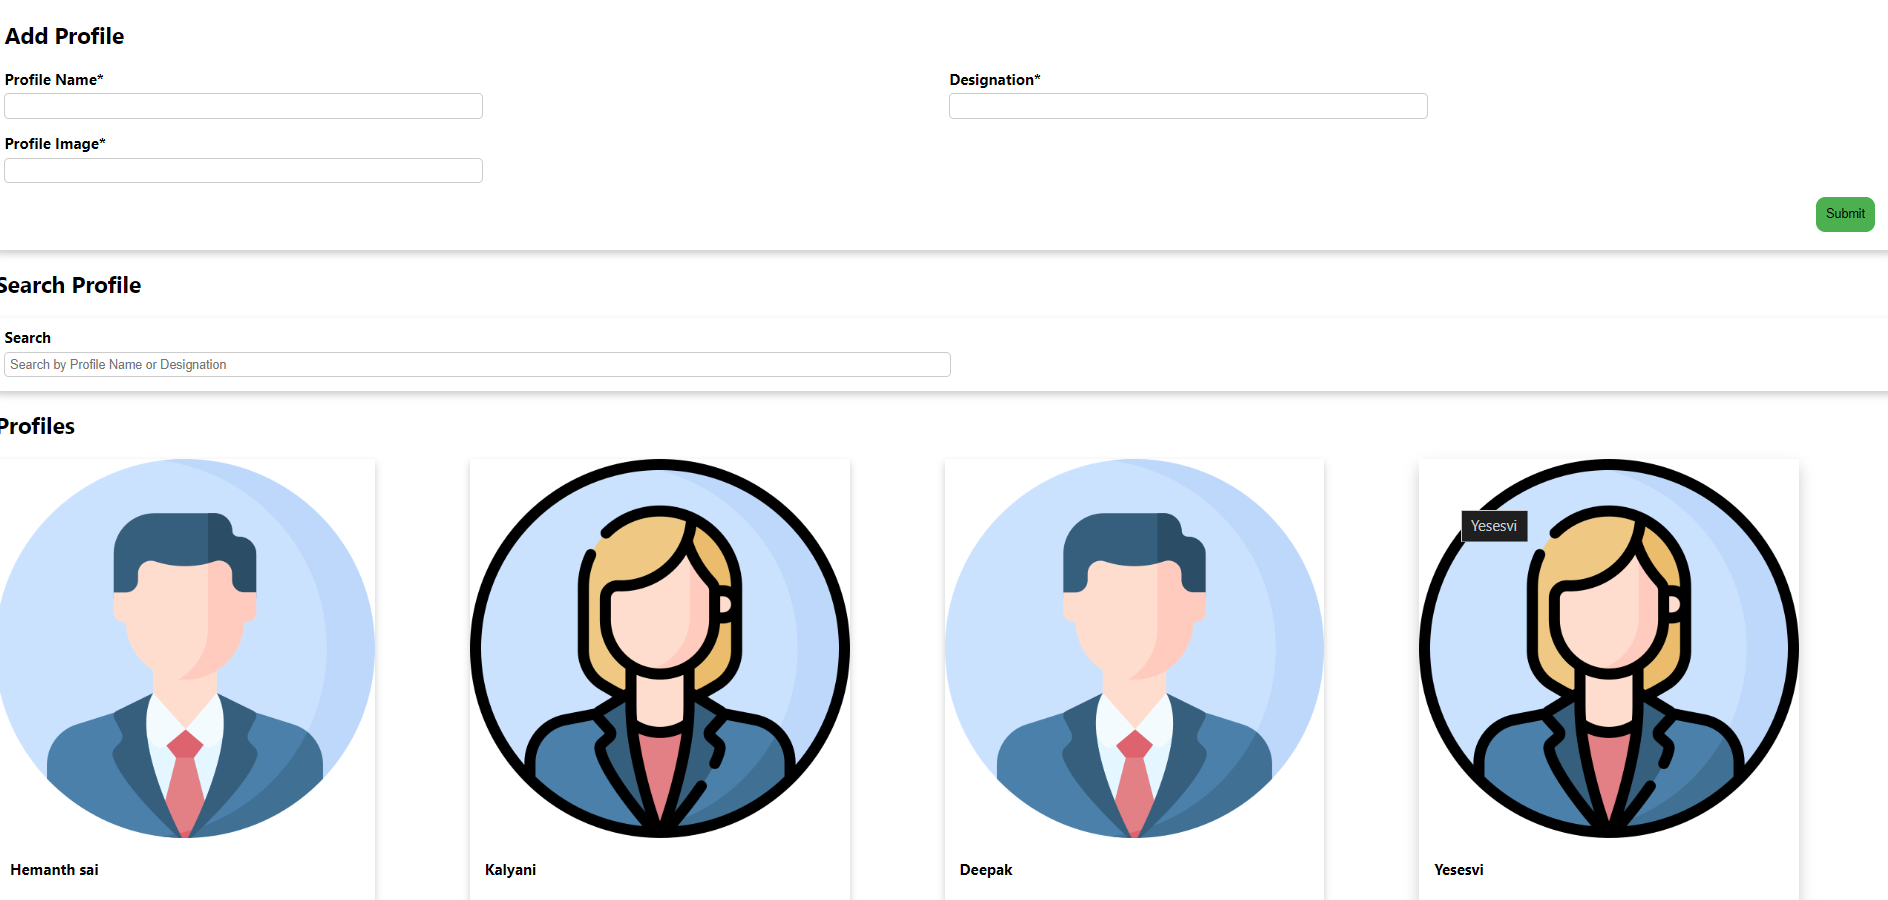 Add Profile
Profile Name*
Designation*
Profile Image*
Submit
Search Profile
Search
Search by Profile Name or Designation
Profiles
Yesesvi
Hemanth sai
Kalyani
Deepak
Yesesvi